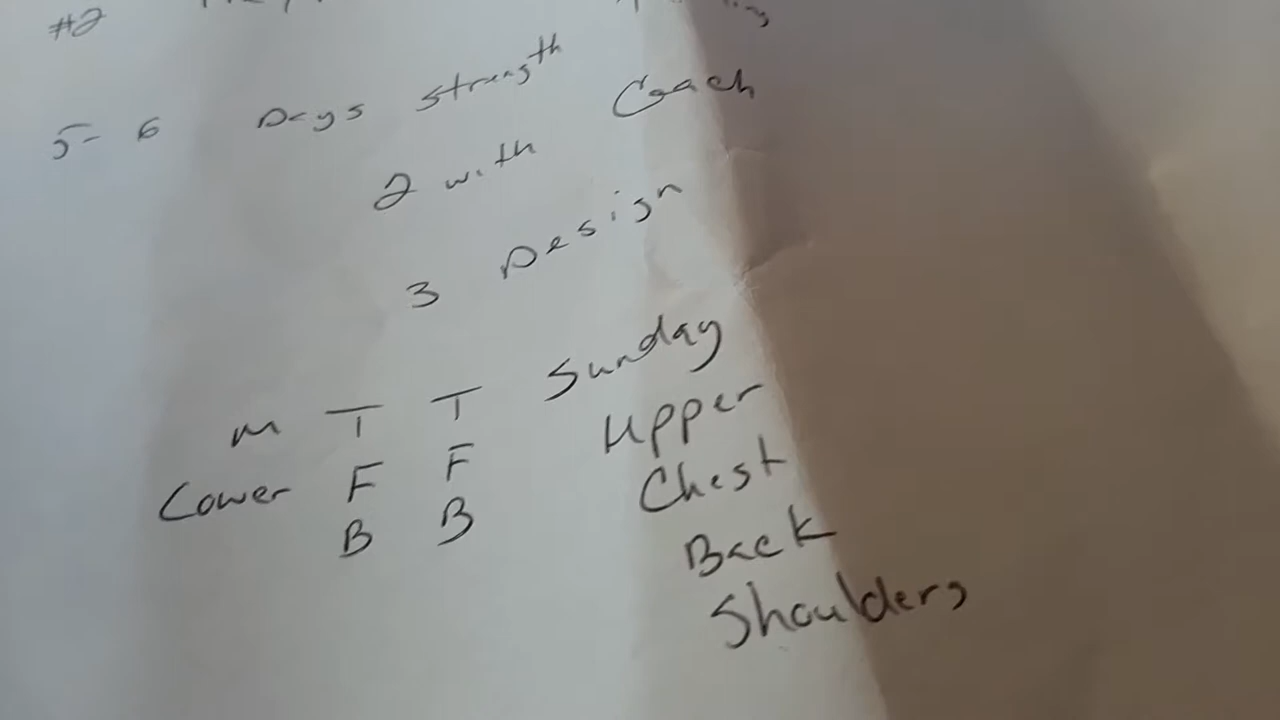 #2
5-6 Days strength
2 with Coach
3 Design
M T T Sunday
Lower F F Upper
B B Chest
Back
Shoulders